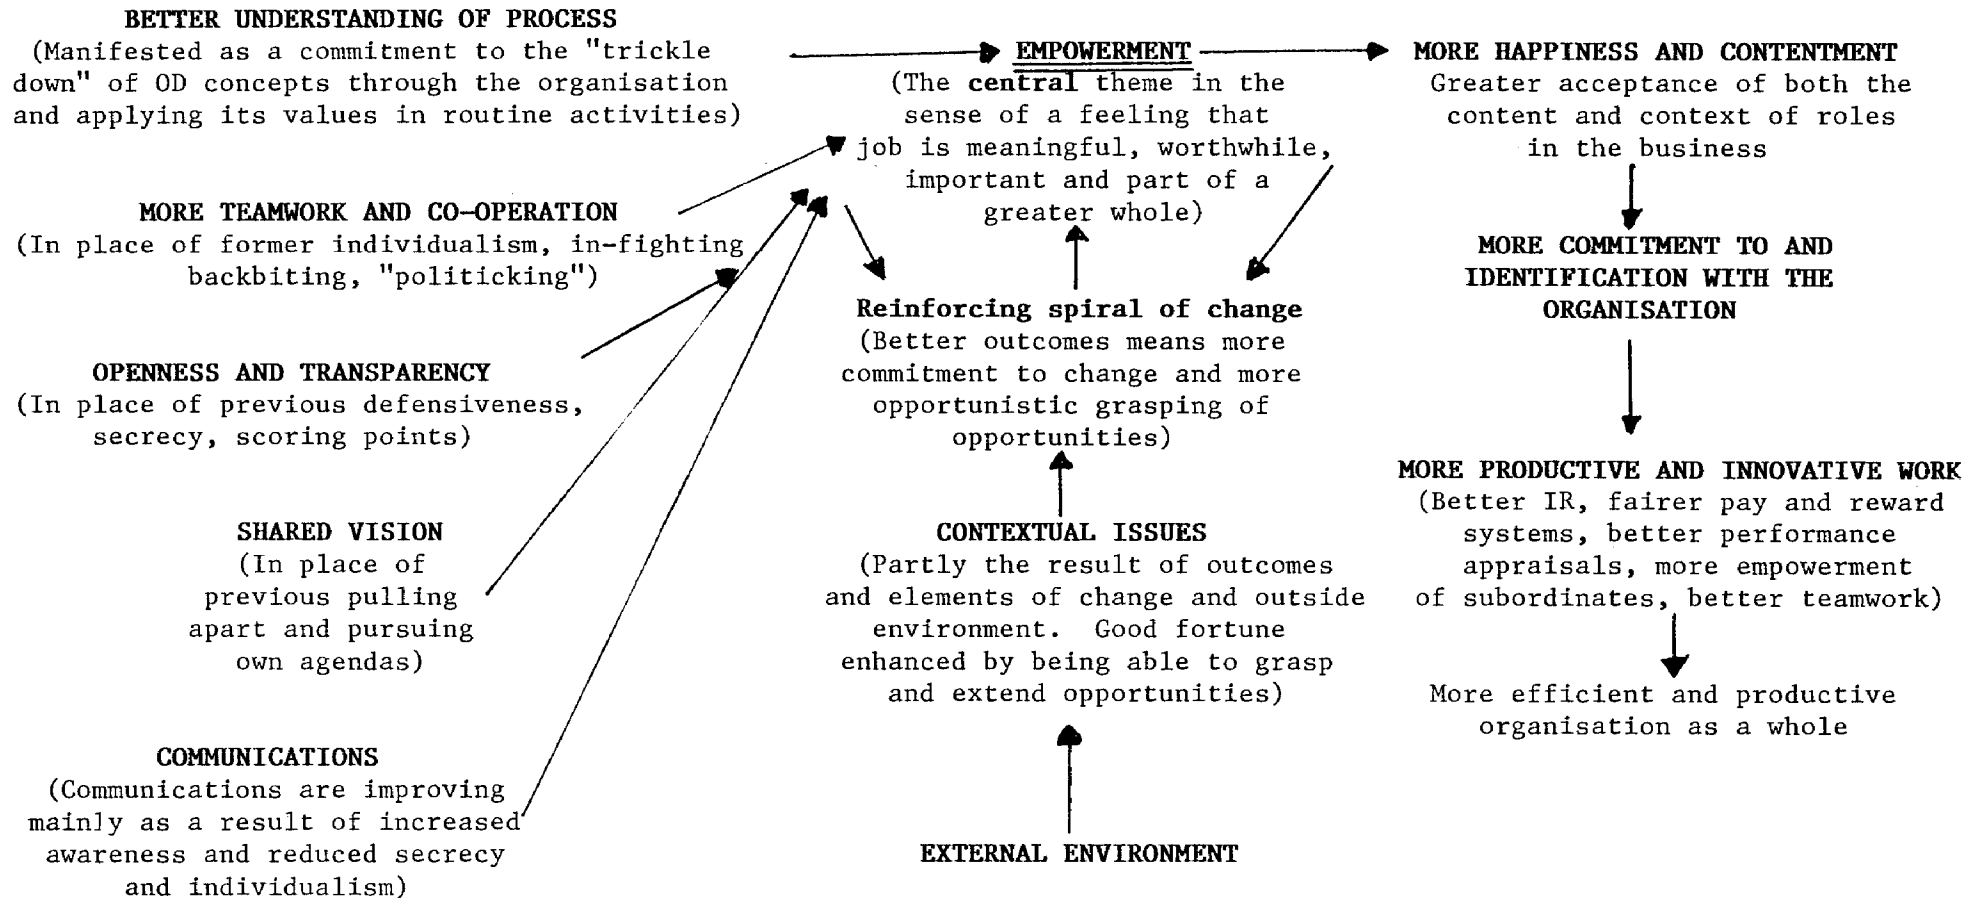 BETTER UNDERSTANDING OF PROCESS
(Manifested as a commitment to the "trickle
down" of OD concepts through the organisation
and applying its values in routine activities)
MORE TEAMWORK AND CO-OPERATION
(In place of former individualism, in-fighting
backbiting, "politicking")
OPENNESS AND TRANSPARENCY
(In place of previous defensiveness,
secrecy, scoring points)
SHARED VISION
(In place of
previous pulling
apart and pursuing
own agendas)
COMMUNICATIONS
(Communications are improving
mainly as a result of increased
awareness and reduced secrecy
and individualism)
EMPOWERMENT
(The central theme in the
sense of a feeling that
job is meaningful, worthwhile,
important and part of a
greater whole)
Reinforcing spiral of change
(Better outcomes means more
commitment to change and more
opportunistic grasping of
opportunities)
CONTEXTUAL ISSUES
(Partly the result of outcomes
and elements of change and outside
environment. Good fortune
enhanced by being able to grasp
and extend opportunities)
EXTERNAL ENVIRONMENT
MORE HAPPINESS AND CONTENTMENT
Greater acceptance of both the
content and context of roles
in the business
MORE COMMITMENT TO AND
IDENTIFICATION WITH THE
ORGANISATION
MORE PRODUCTIVE AND INNOVATIVE WORK
(Better IR, fairer pay and reward
systems, better performance
appraisals, more empowerment
of subordinates, better teamwork)
More efficient and productive
organisation as a whole